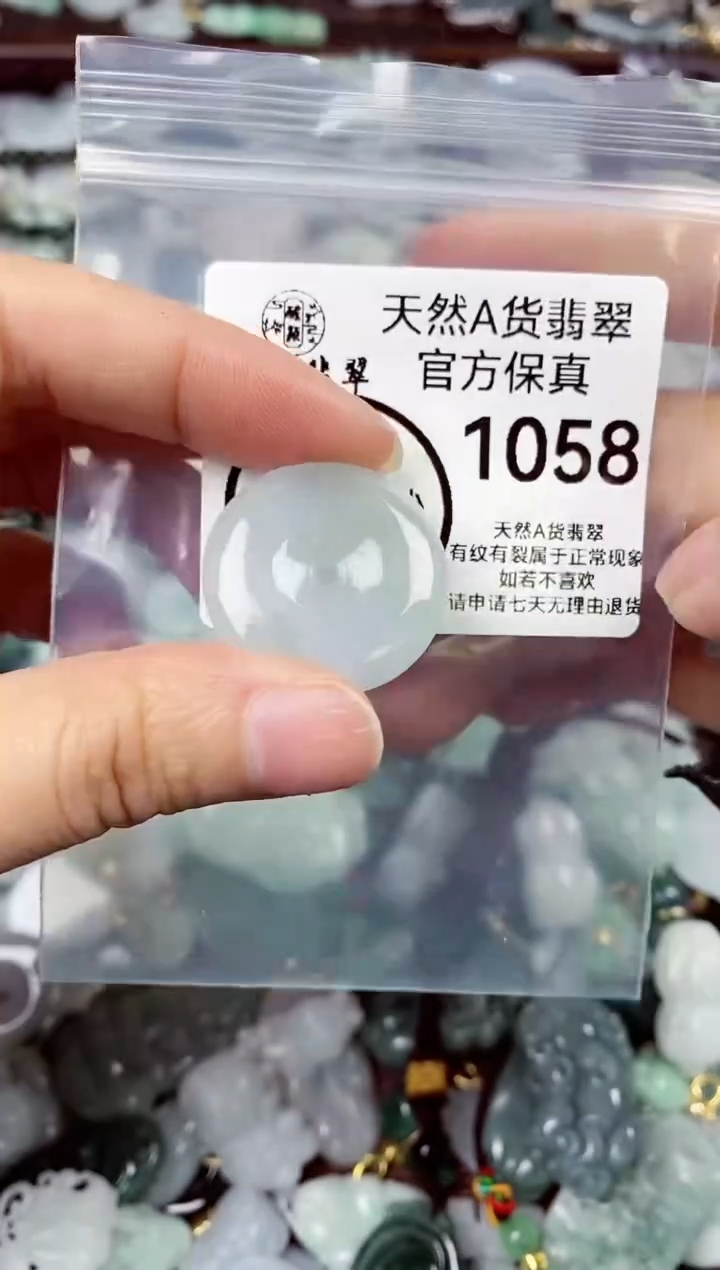 天然A货翡翠
官方保真
翠
1058
天然A货翡翠
有纹有裂属于正常现象
如若不喜欢
请申请七天无理由退货